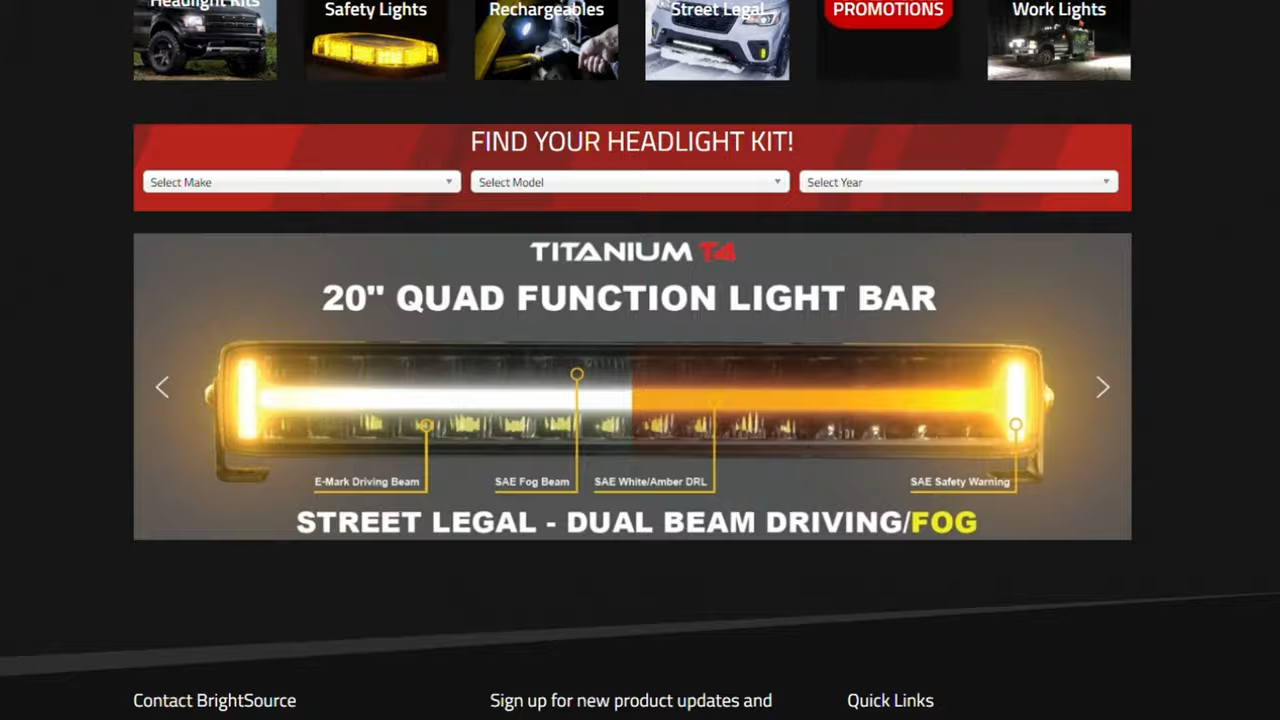 Headlight Kits
Safety Lights
Rechargeables
Street Legal
PROMOTIONS
Work Lights
FIND YOUR HEADLIGHT KIT!
Select Make
Select Model
Select Year
TITANIUM T4
20" QUAD FUNCTION LIGHT BAR
E-Mark Driving Beam
SAE Fog Beam
SAE White/Amber DRL
SAE Safety Warning
STREET LEGAL - DUAL BEAM DRIVING/FOG
Contact BrightSource
Sign up for new product updates and
Quick Links